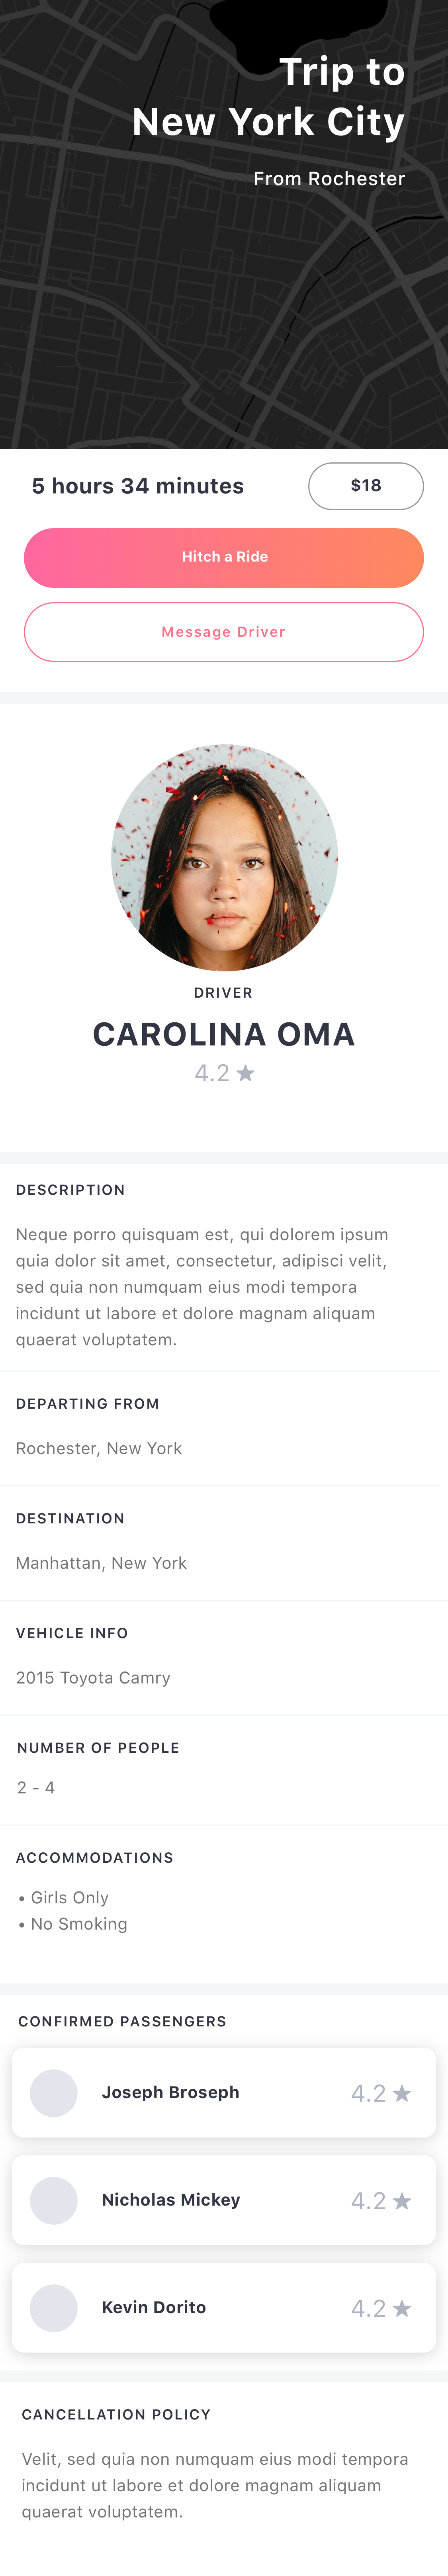 Trip to
New York City
From Rochester
5 hours 34 minutes
$18
Hitch a Ride
Message Driver
DRIVER
CAROLINA OMA
4.2 ★
DESCRIPTION
Neque porro quisquam est, qui dolorem ipsum
quia dolor sit amet, consectetur, adipisci velit,
sed quia non numquam eius modi tempora
incidunt ut labore et dolore magnam aliquam
quaerat voluptatem.
DEPARTING FROM
Rochester, New York
DESTINATION
Manhattan, New York
VEHICLE INFO
2015 Toyota Camry
NUMBER OF PEOPLE
2 - 4
ACCOMMODATIONS
• Girls Only
• No Smoking
CONFIRMED PASSENGERS
Joseph Broseph 4.2 ★
Nicholas Mickey 4.2 ★
Kevin Dorito 4.2 ★
CANCELLATION POLICY
Velit, sed quia non numquam eius modi tempora
incidunt ut labore et dolore magnam aliquam
quaerat voluptatem.